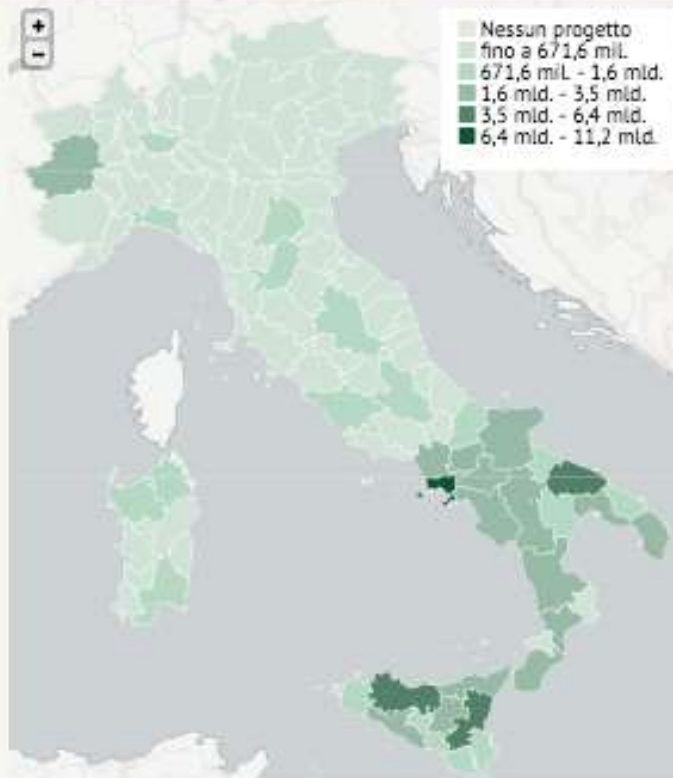 +
−
Nessun progetto
fino a 671,6 mil.
671,6 mil. - 1,6 mld.
1,6 mld. - 3,5 mld.
3,5 mld. - 6,4 mld.
6,4 mld. - 11,2 mld.